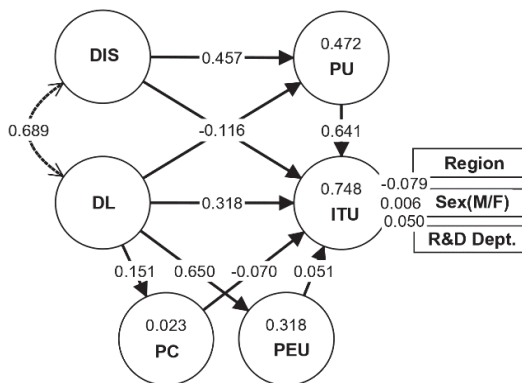 DIS
0.457
0.472
PU
0.689
-0.116
0.641
DL
0.318
0.748
ITU
-0.079
0.006
0.050
Region
Sex(M/F)
R&D Dept.
0.151
0.650
-0.070
0.051
0.023
PC
0.318
PEU